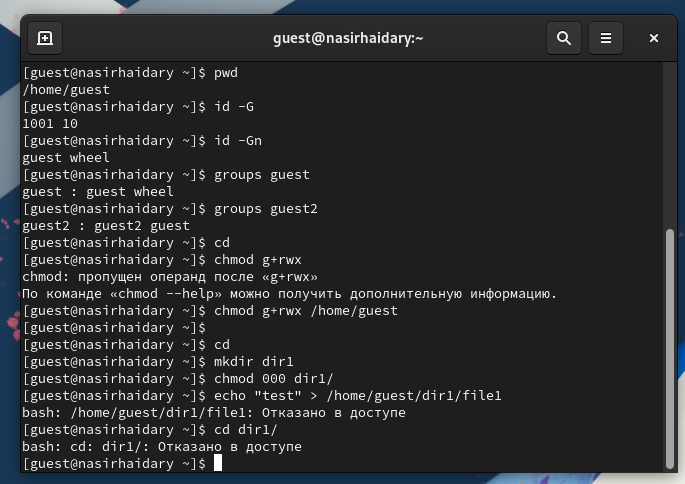 guest@nasirhaidary:~
[guest@nasirhaidary ~]$ pwd
/home/guest
[guest@nasirhaidary ~]$ id -G
1001 10
[guest@nasirhaidary ~]$ id -Gn
guest wheel
[guest@nasirhaidary ~]$ groups guest
guest : guest wheel
[guest@nasirhaidary ~]$ groups guest2
guest2 : guest2 guest
[guest@nasirhaidary ~]$ cd
[guest@nasirhaidary ~]$ chmod g+rwx
chmod: пропущен операнд после «g+rwx»
По команде «chmod --help» можно получить дополнительную информацию.
[guest@nasirhaidary ~]$ chmod g+rwx /home/guest
[guest@nasirhaidary ~]$
[guest@nasirhaidary ~]$ cd
[guest@nasirhaidary ~]$ mkdir dir1
[guest@nasirhaidary ~]$ chmod 000 dir1/
[guest@nasirhaidary ~]$ echo "test" > /home/guest/dir1/file1
bash: /home/guest/dir1/file1: Отказано в доступе
[guest@nasirhaidary ~]$ cd dir1/
bash: cd: dir1/: Отказано в доступе
[guest@nasirhaidary ~]$